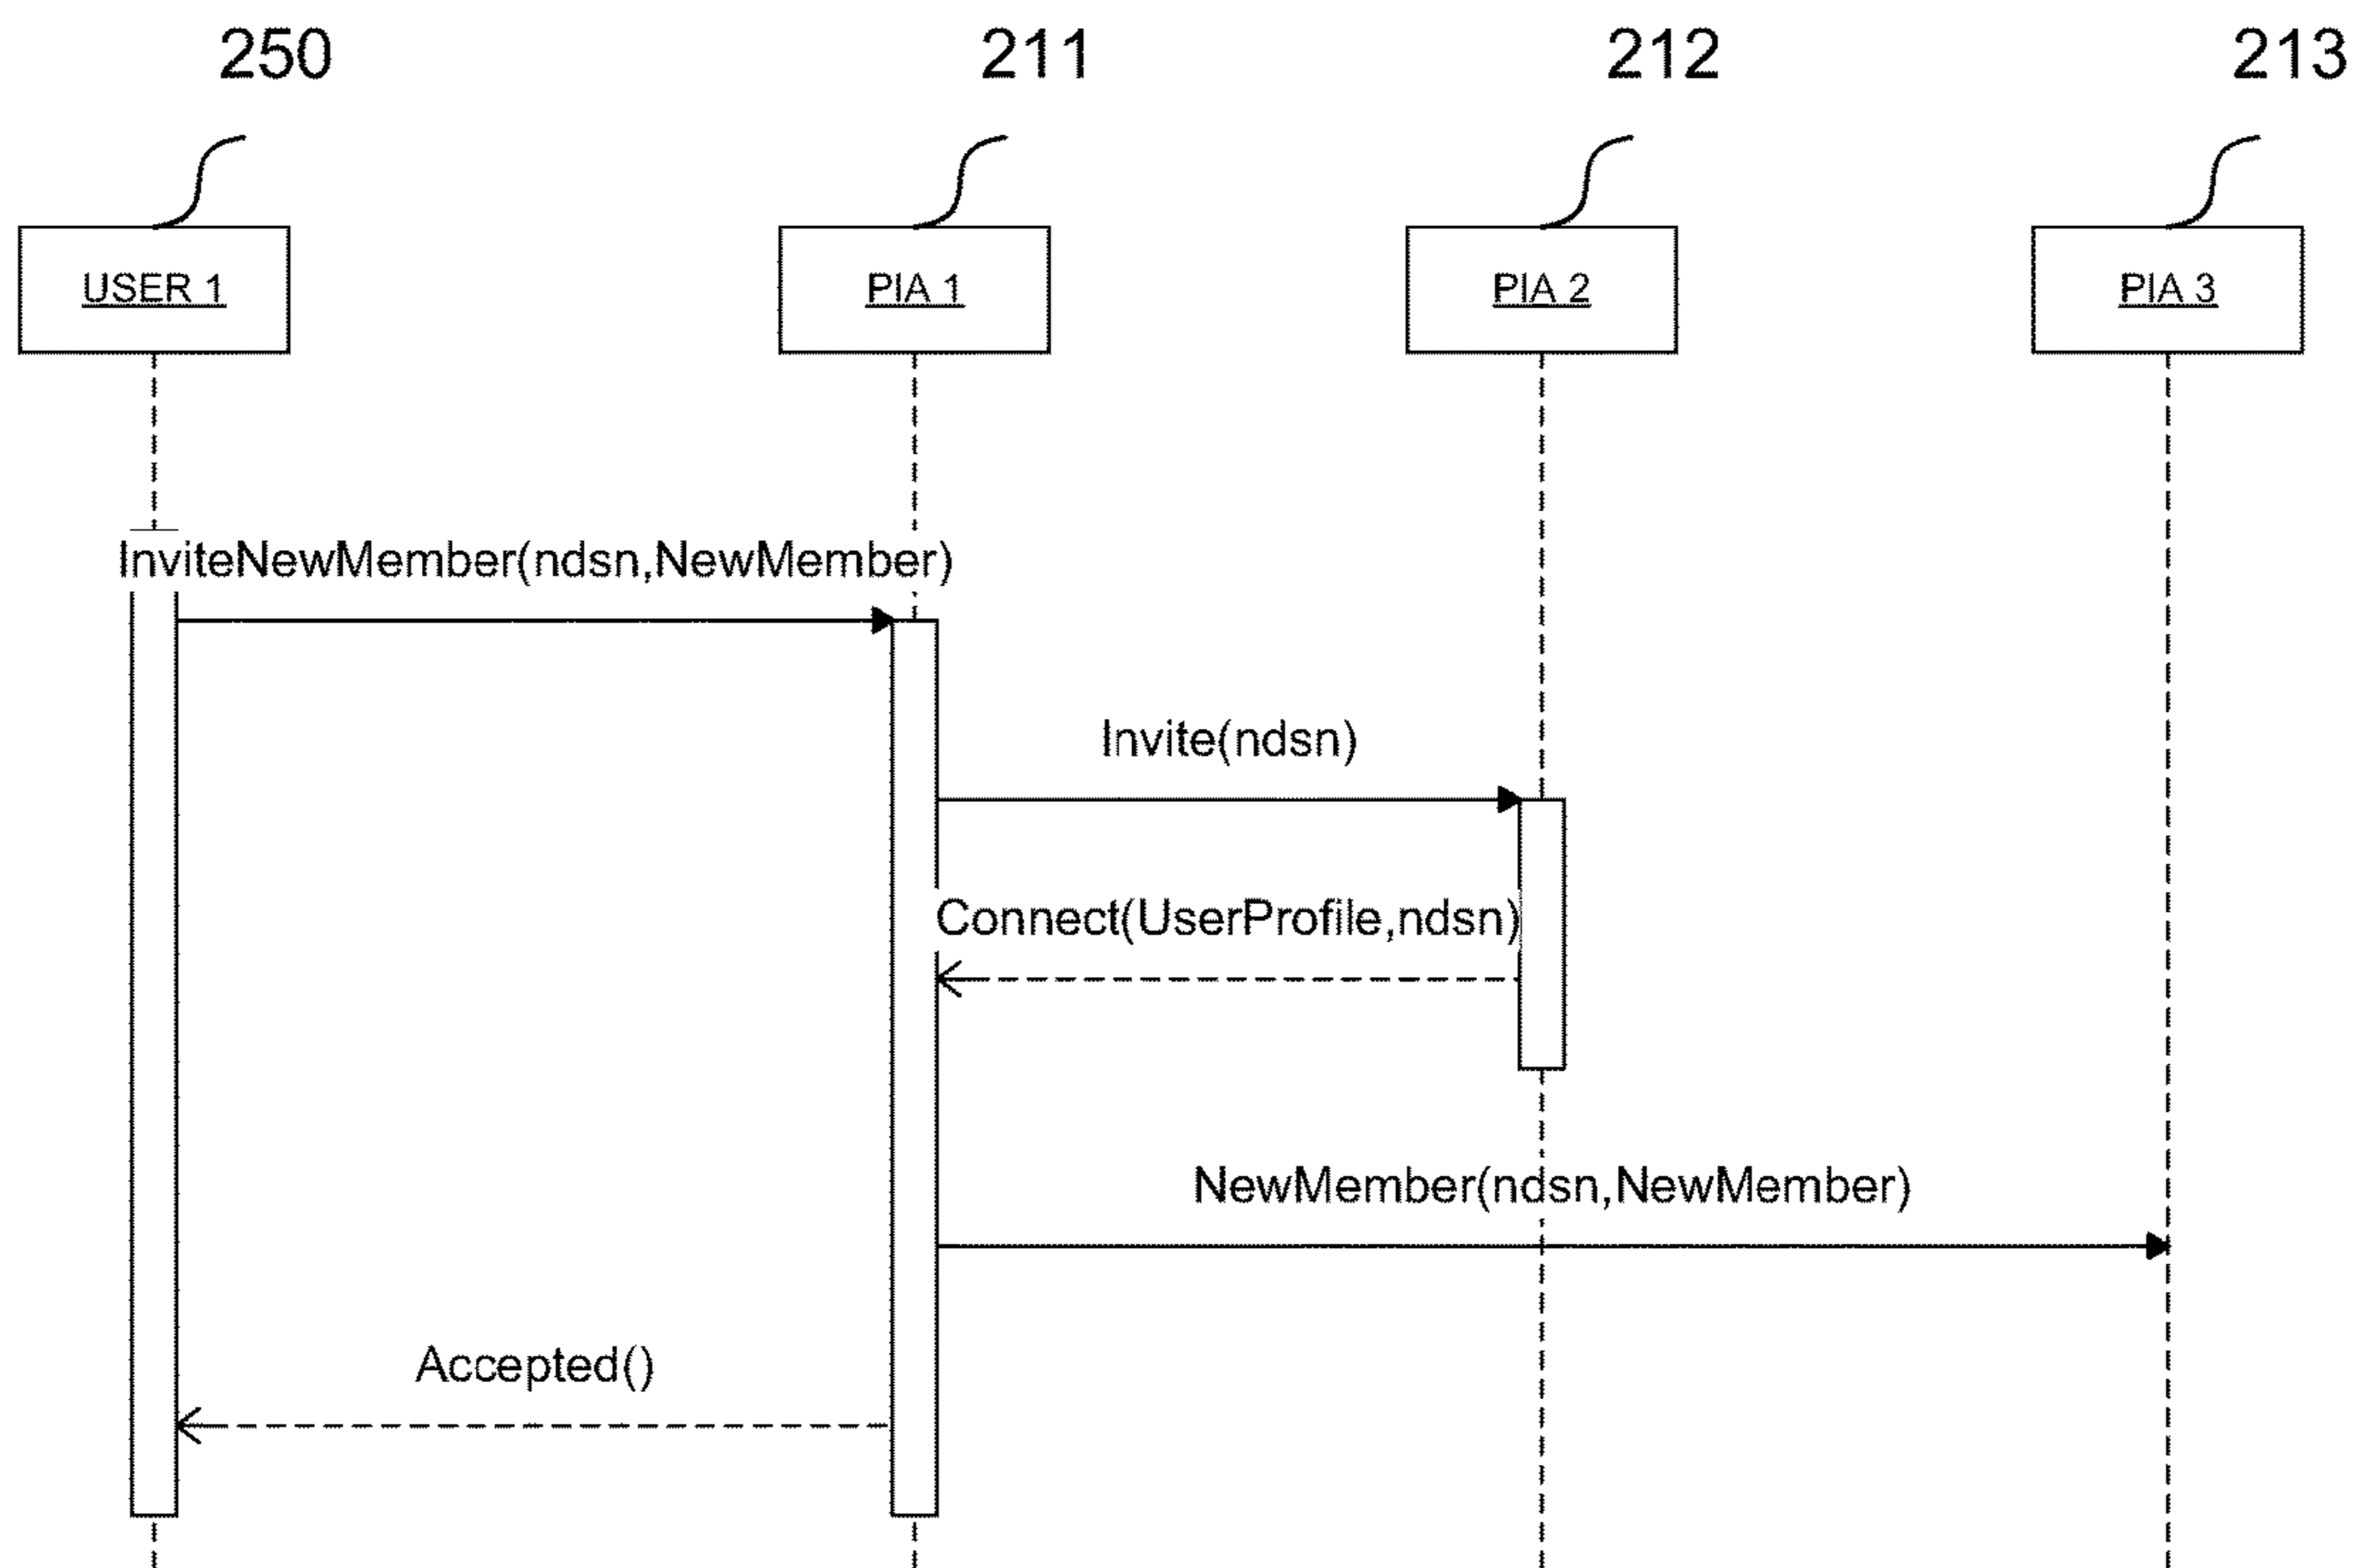 250 211 212 213
USER 1 PIA 1 PIA 2 PIA 3
InviteNewMember(ndsn,NewMember)
Invite(ndsn)
Connect(UserProfile,ndsn)
NewMember(ndsn,NewMember)
Accepted()